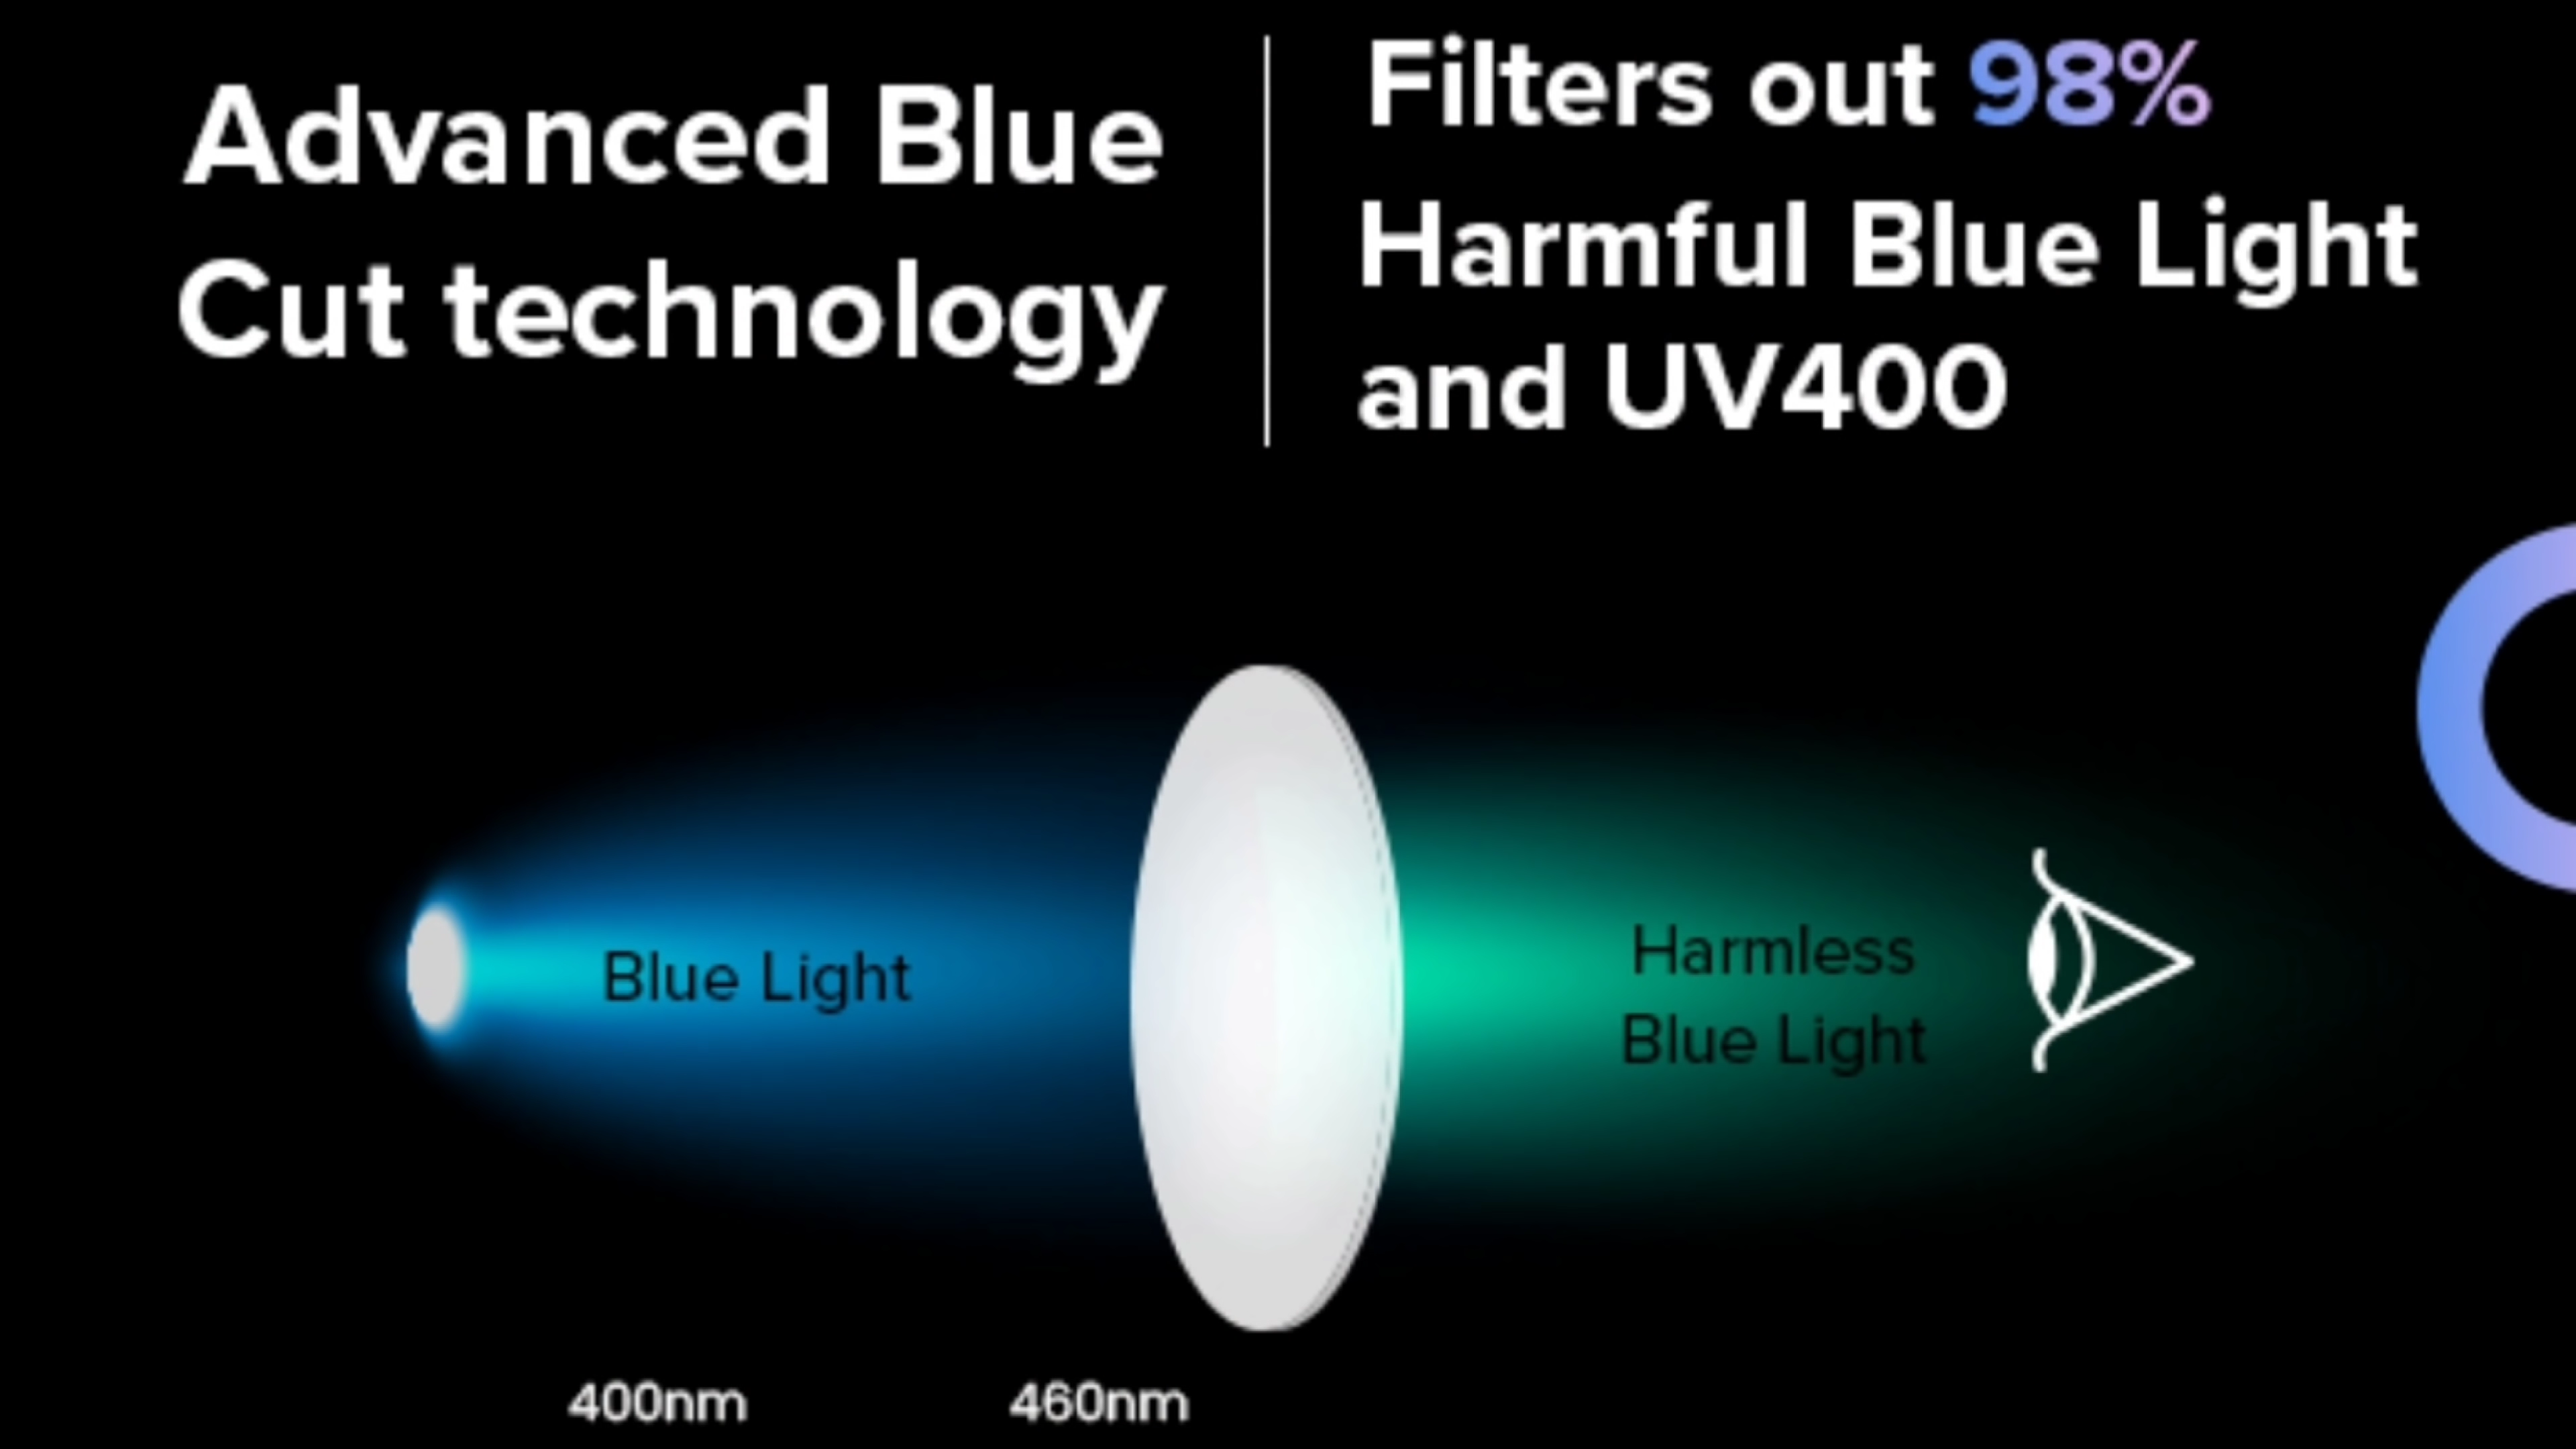 Advanced Blue
Cut technology
Filters out 98%
Harmful Blue Light
and UV400
Blue Light
Harmless
Blue Light
400nm
460nm